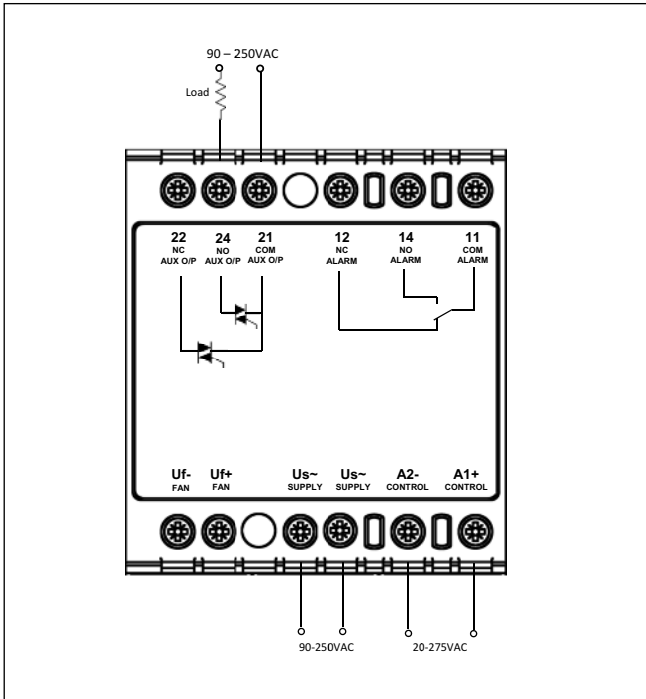 90 – 250VAC
Load
22 24 21 12 14 11
NC NO COM NC NO COM
AUX O/P AUX O/P AUX O/P ALARM ALARM ALARM
Uf- Uf+ Us~ Us~ A2- A1+
FAN FAN SUPPLY SUPPLY CONTROL CONTROL
90-250VAC 20-275VAC